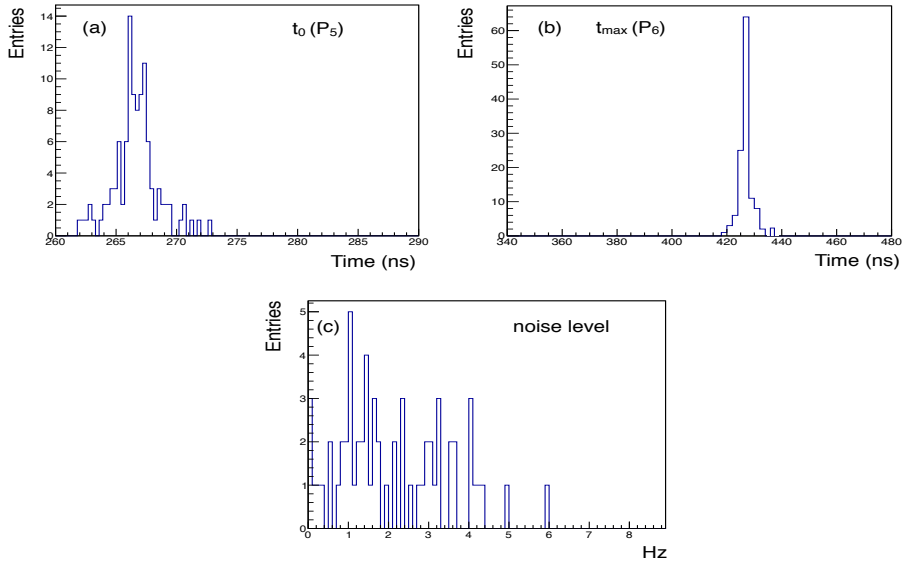 Entries
(a)
t0 (P5)
14
12
10
8
6
4
2
0
260 265 270 275 280 285 290
Time (ns)
Entries
(b)
tmax (P6)
60
50
40
30
20
10
0
340 360 380 400 420 440 460 480
Time (ns)
Entries
(c)
noise level
5
4
3
2
1
0
0 1 2 3 4 5 6 7 8
Hz